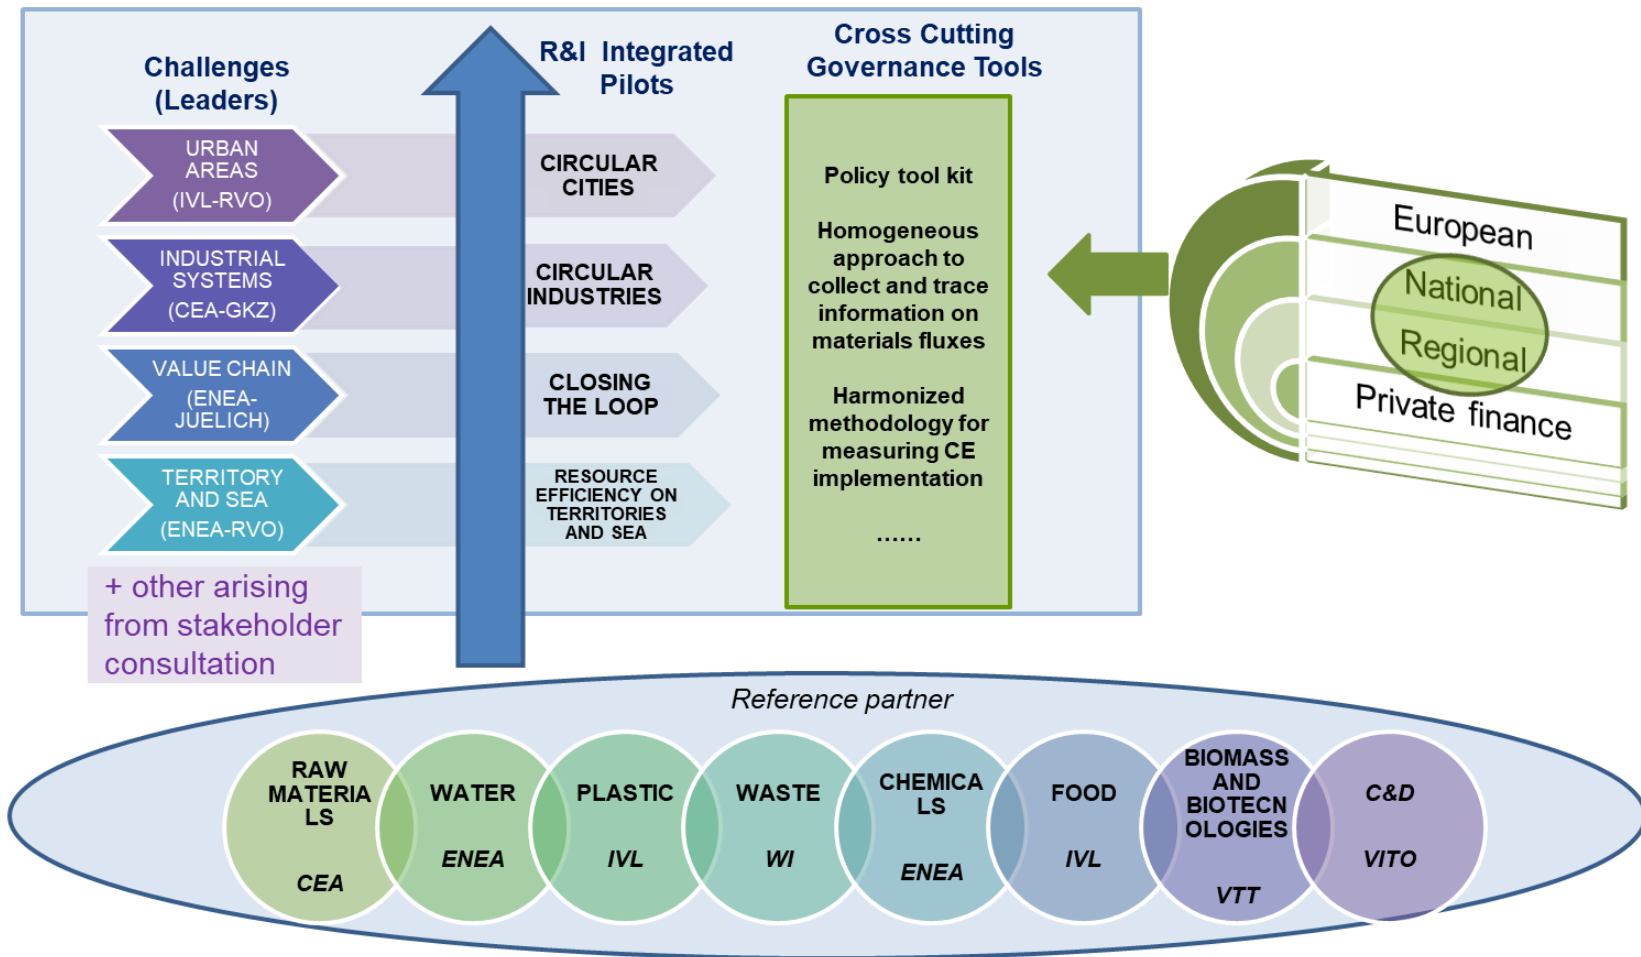 Challenges
(Leaders)
URBAN
AREAS
(IVL-RVO)
INDUSTRIAL
SYSTEMS
(CEA-GKZ)
VALUE CHAIN
(ENEA-
JUELICH)
TERRITORY
AND SEA
(ENEA-RVO)
+ other arising
from stakeholder
consultation
R&I Integrated
Pilots
CIRCULAR
CITIES
CIRCULAR
INDUSTRIES
CLOSING
THE LOOP
RESOURCE
EFFICIENCY ON
TERRITORIES
AND SEA
Cross Cutting
Governance Tools
Policy tool kit
Homogeneous
approach to
collect and trace
information on
materials fluxes
Harmonized
methodology for
measuring CE
implementation
......
European
National
Regional
Private finance
Reference partner
RAW
MATERIA
LS
CEA
WATER
ENEA
PLASTIC
IVL
WASTE
WI
CHEMICA
LS
ENEA
FOOD
IVL
BIOMASS
AND
BIOTECN
OLOGIES
VTT
C&D
VITO